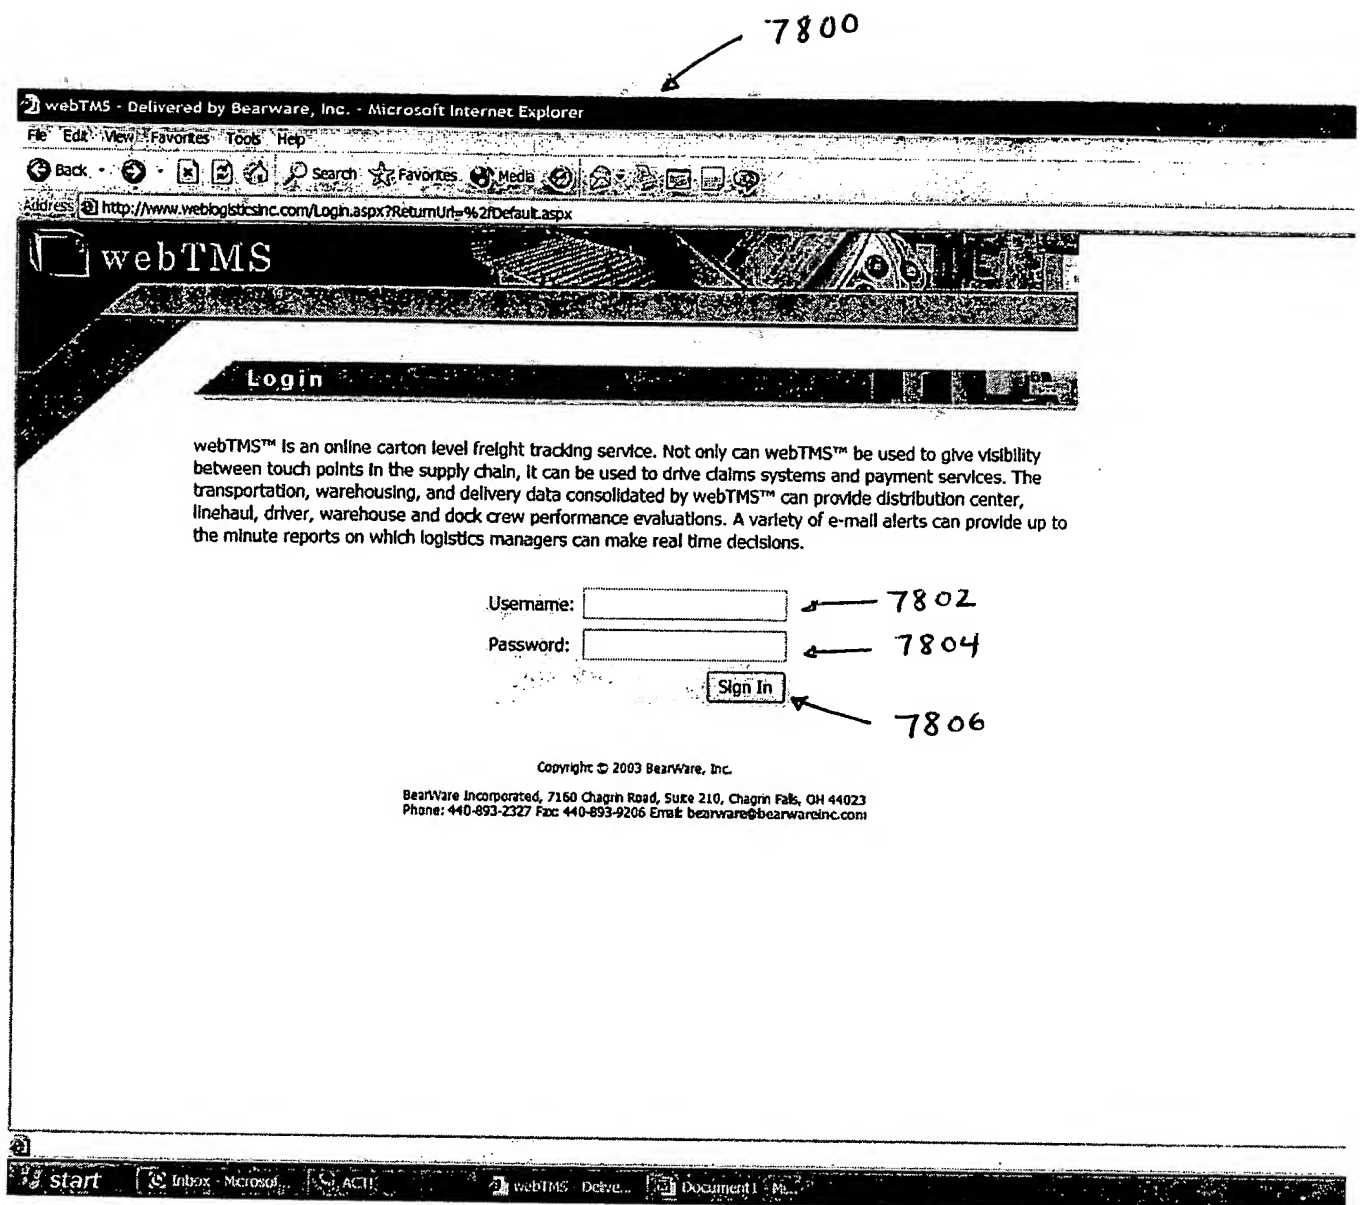 7800
webTMS - Delivered by Bearware, Inc. - Microsoft Internet Explorer
File Edit View Favorites Tools Help
Back Search Favorites Media
Address http://www.weblogisticsinc.com/Login.aspx?ReturnUrl=%2fDefault.aspx
webTMS
Login
webTMS™ is an online carton level freight tracking service. Not only can webTMS™ be used to give visibility
between touch points in the supply chain, it can be used to drive claims systems and payment services. The
transportation, warehousing, and delivery data consolidated by webTMS™ can provide distribution center,
linehaul, driver, warehouse and dock crew performance evaluations. A variety of e-mail alerts can provide up to
the minute reports on which logistics managers can make real time decisions.
Username: 7802
Password: 7804
Sign In
7806
Copyright © 2003 BearWare, Inc.
BearWare Incorporated, 7160 Chagrin Road, Suite 210, Chagrin Falls, OH 44023
Phone: 440-893-2327 Fax: 440-893-9206 Email: bearware@bearwareinc.com
start Inbox - Microsof... ACT! webTMS - Delive... Document1 - Mi...